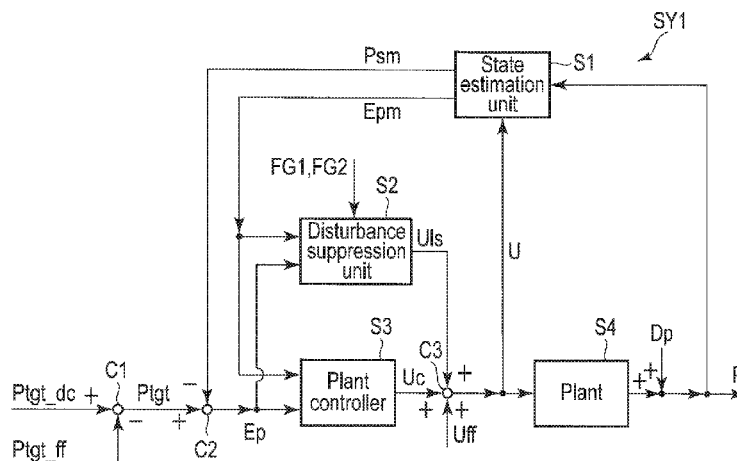 SY1
Psm
S1
State
estimation
unit
Epm
FG1,FG2
S2
Disturbance
suppression
unit
Uls
U
S3
C3
S4
Dp
P
C1
Ptgt_dc
+
Ptgt
−
−
+
C2
Ep
Plant
controller
Uc
+
+
+
Plant
+
+
Ptgt_ff
Uff